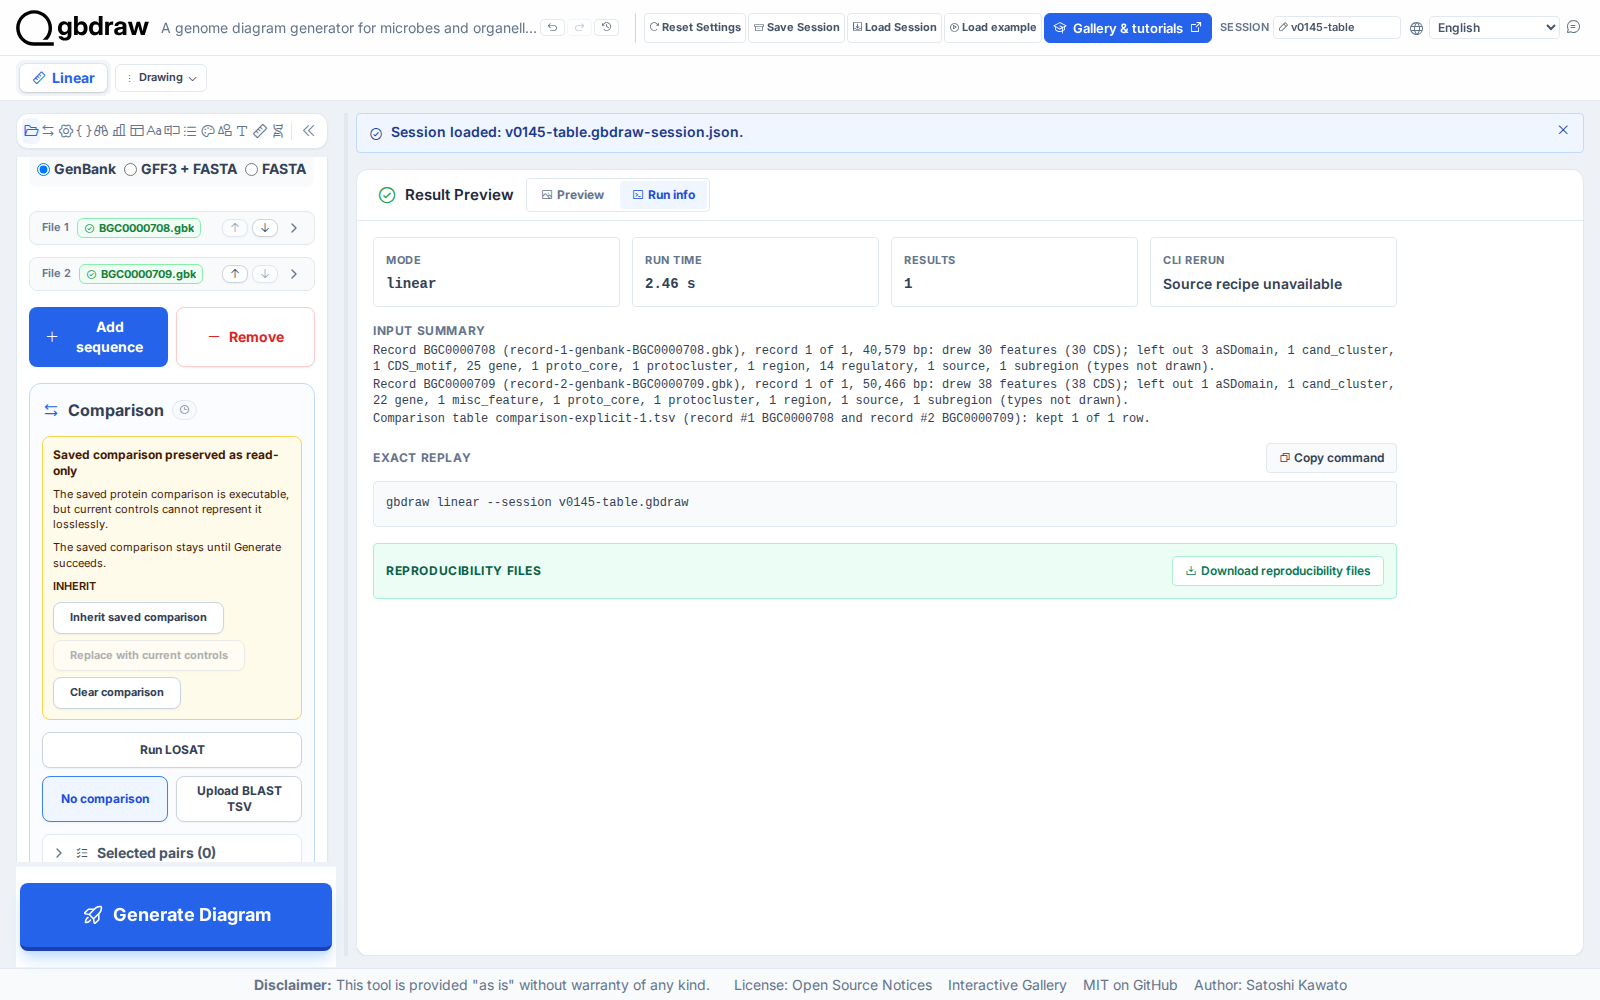 gbdraw A genome diagram generator for microbes and organell... Reset Settings Save Session Load Session Load example Gallery & tutorials SESSION v0145-table English
Linear Drawing
Session loaded: v0145-table.gbdraw-session.json.
GenBank GFF3 + FASTA FASTA
File 1 BGC0000708.gbk
File 2 BGC0000709.gbk
Add sequence
Remove
Comparison
Saved comparison preserved as read-
only
The saved protein comparison is executable,
but current controls cannot represent it
losslessly.
The saved comparison stays until Generate
succeeds.
INHERIT
Inherit saved comparison
Replace with current controls
Clear comparison
Run LOSAT
No comparison
Upload BLAST
TSV
Selected pairs (0)
Generate Diagram
Result Preview Preview Run info
MODE
linear
RUN TIME
2.46 s
RESULTS
1
CLI RERUN
Source recipe unavailable
INPUT SUMMARY
Record BGC0000708 (record-1-genbank-BGC0000708.gbk), record 1 of 1, 40,579 bp: drew 30 features (30 CDS); left out 3 aSDomain, 1 cand_cluster,
1 CDS_motif, 25 gene, 1 proto_core, 1 protocluster, 1 region, 14 regulatory, 1 source, 1 subregion (types not drawn).
Record BGC0000709 (record-2-genbank-BGC0000709.gbk), record 1 of 1, 50,466 bp: drew 38 features (38 CDS); left out 1 aSDomain, 1 cand_cluster,
22 gene, 1 misc_feature, 1 proto_core, 1 protocluster, 1 region, 1 source, 1 subregion (types not drawn).
Comparison table comparison-explicit-1.tsv (record #1 BGC0000708 and record #2 BGC0000709): kept 1 of 1 row.
EXACT REPLAY Copy command
gbdraw linear --session v0145-table.gbdraw
REPRODUCIBILITY FILES Download reproducibility files
Disclaimer: This tool is provided "as is" without warranty of any kind. License: Open Source Notices Interactive Gallery MIT on GitHub Author: Satoshi Kawato